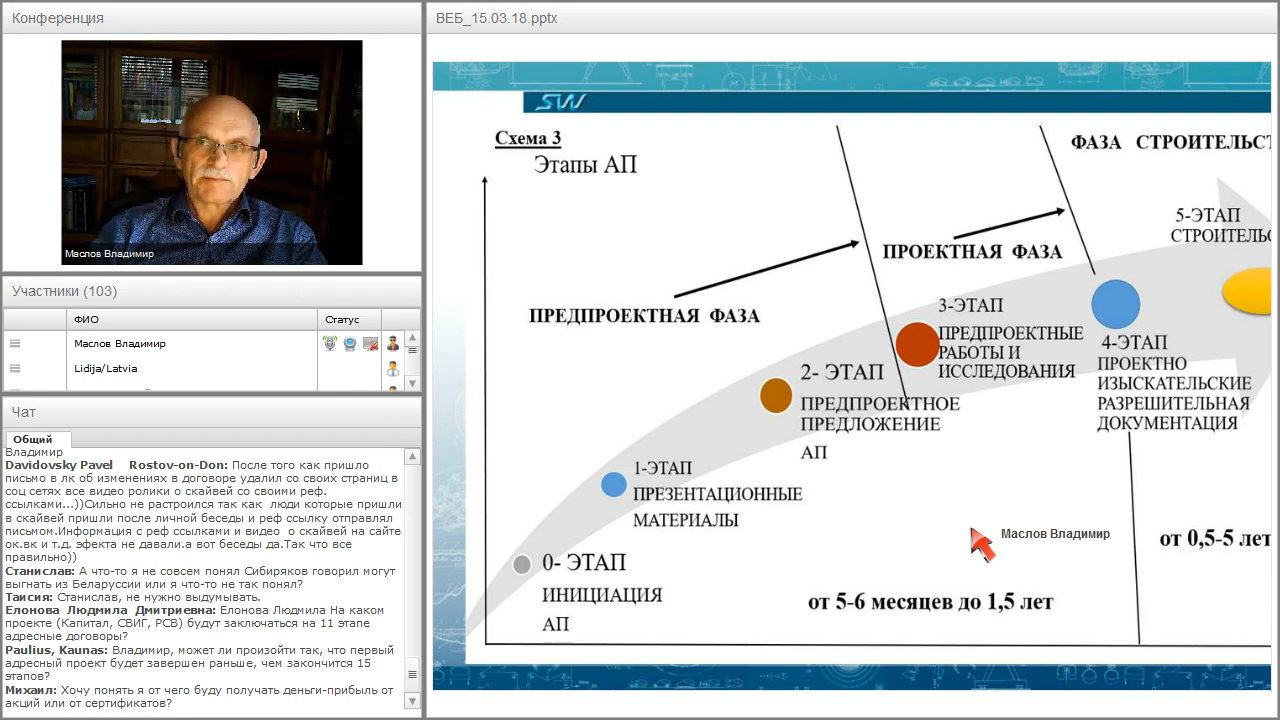 Конференция
Маслов Владимир
Участники (103)
ФИО
Статус
Маслов Владимир
Lidija/Latvia
Чат
Общий
Владимир
Davidovsky Pavel Rostov-on-Don: После того как пришло
письмо в лк об изменениях в договоре удалил со своих страниц в
соц сетях все видео ролики о скайвей со своими реф.
ссылками...))Сильно не растроился так как люди которые пришли
в скайвей пришли после личной беседы и реф ссылку отправлял
письмом.Информация с реф ссылками и видео о скайвей на сайте
ок.вк и т.д. эфекта не давали.а вот беседы да.Так что все
правильно))
Станислав: А что-то я не совсем понял Сибиряков говорил могут
выгнать из Беларуссии или я что-то не так понял?
Таисия: Станислав, не нужно выдумывать.
Елонова Людмила Дмитриевна: Елонова Людмила На каком
проекте (Капитал, СВИГ, РСВ) будут заключаться на 11 этапе
адресные договоры?
Paulius, Kaunas: Владимир, может ли произойти так, что первый
адресный проект будет завершен раньше, чем закончится 15
этапов?
Михаил: Хочу понять я от чего буду получать деньги-прибыль от
акций или от сертификатов?
ВЕБ_15.03.18.pptx
SW
Схема 3
Этапы АП
ФАЗА СТРОИТЕЛЬСТ
5-ЭТАП
СТРОИТЕЛЬС
ПРОЕКТНАЯ ФАЗА
ПРЕДПРОЕКТНАЯ ФАЗА
3-ЭТАП
ПРЕДПРОЕКТНЫЕ
РАБОТЫ И
ИССЛЕДОВАНИЯ
4-ЭТАП
ПРОЕКТНО
ИЗЫСКАТЕЛЬСКИЕ
РАЗРЕШИТЕЛЬНАЯ
ДОКУМЕНТАЦИЯ
2- ЭТАП
ПРЕДПРОЕКТНОЕ
ПРЕДЛОЖЕНИЕ
АП
1-ЭТАП
ПРЕЗЕНТАЦИОННЫЕ
МАТЕРИАЛЫ
0- ЭТАП
ИНИЦИАЦИЯ
АП
Маслов Владимир
от 0,5-5 лет
от 5-6 месяцев до 1,5 лет